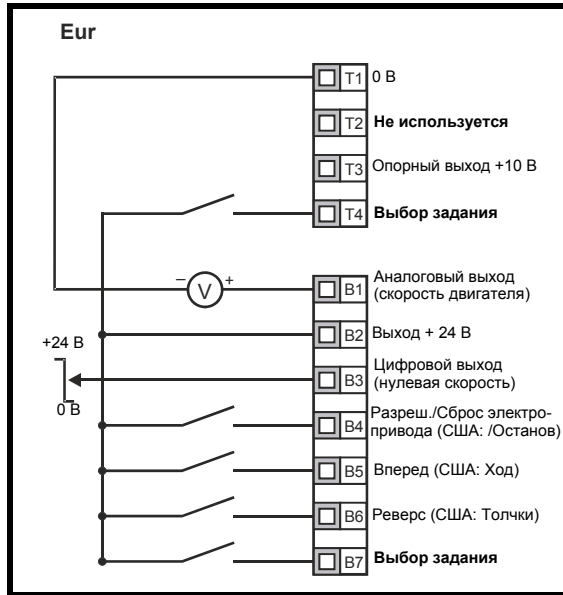 Eur
T1 0 В
T2 Не используется
T3 Опорный выход +10 В
T4 Выбор задания
– V +
B1 Аналоговый выход
(скорость двигателя)
B2 Выход + 24 В
+24 В
0 В
B3 Цифровой выход
(нулевая скорость)
B4 Разреш./Сброс электро-
привода (США: /Останов)
B5 Вперед (США: Ход)
B6 Реверс (США: Толчки)
B7 Выбор задания